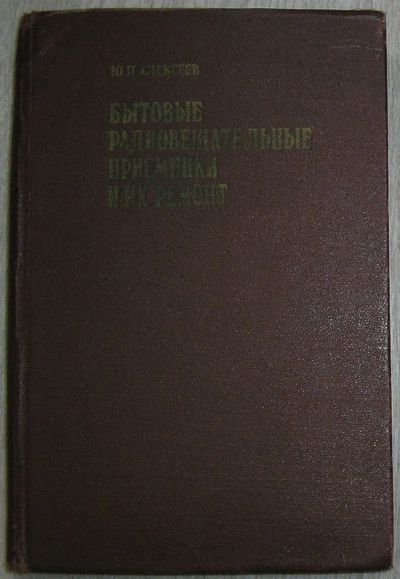 Ю П АЛЕКСЕЕВ
БЫТОВЫЕ
РАДИОВЕЩАТЕЛЬНЫЕ
ПРИЕМНИКИ
И ИХ РЕМОНТ